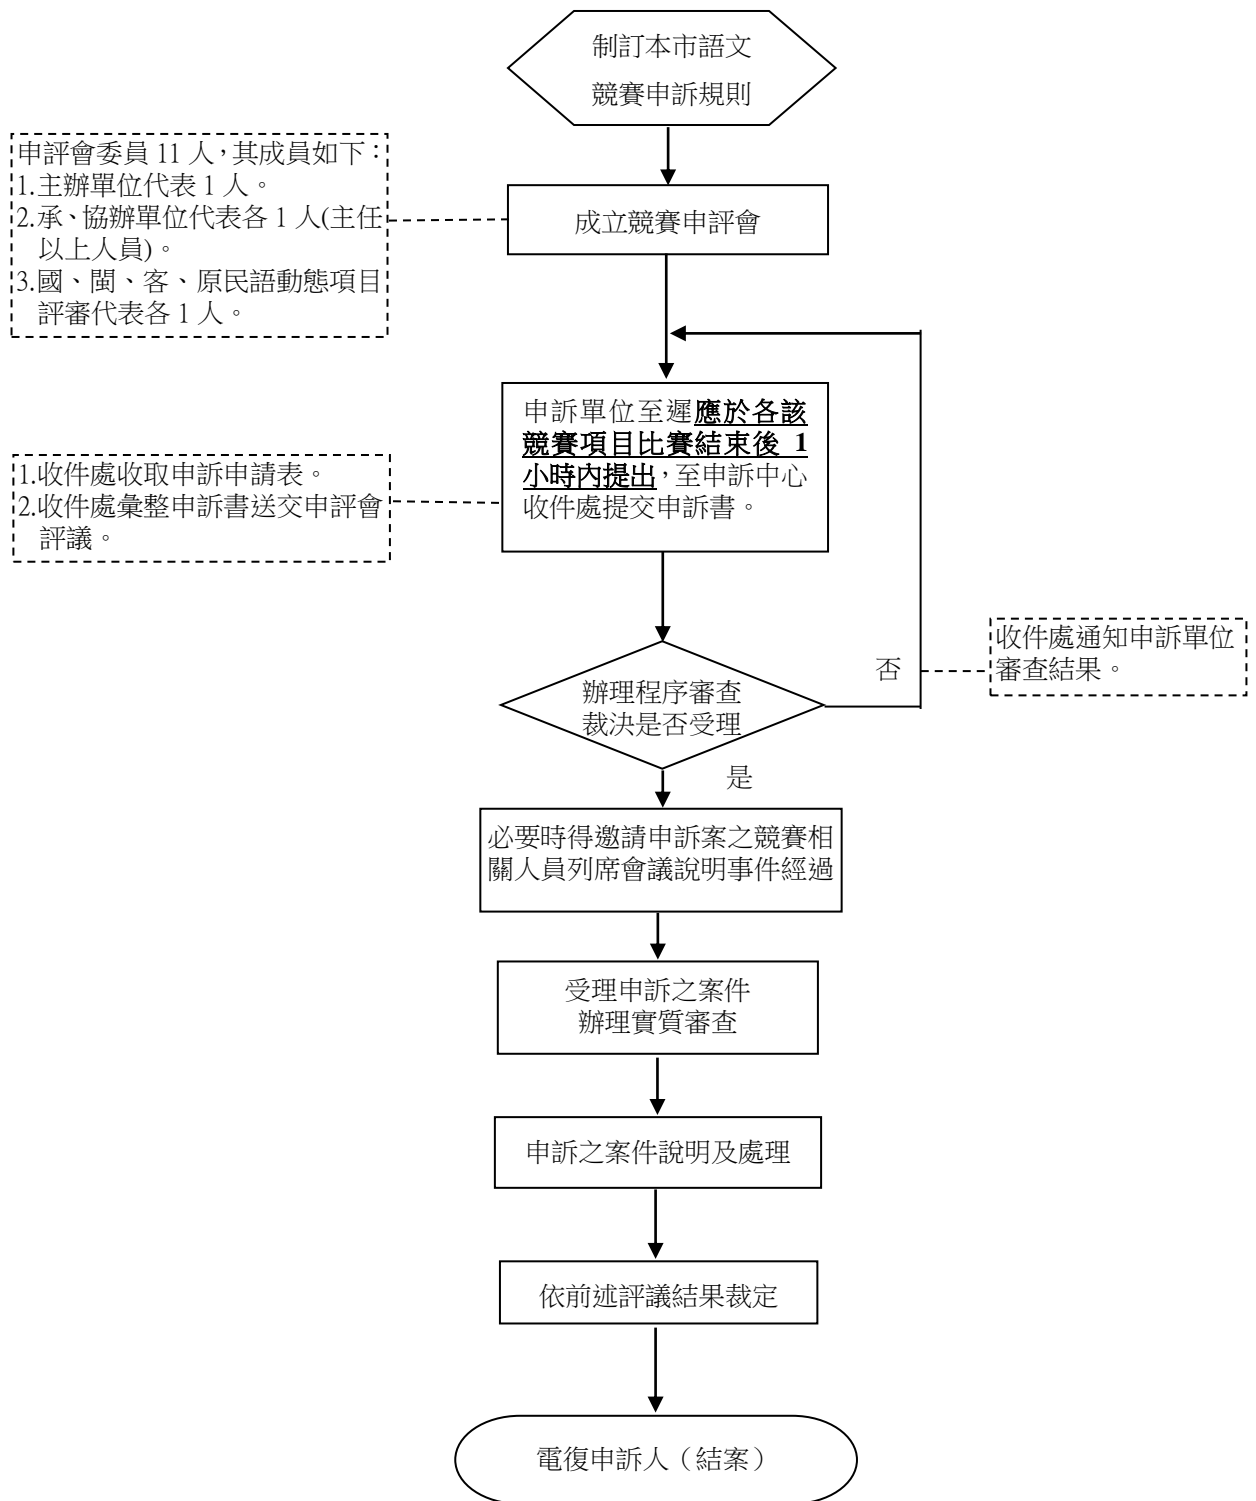 制訂本市語文
競賽申訴規則
申評會委員 11 人，其成員如下：
1.主辦單位代表 1 人。
2.承、協辦單位代表各 1 人(主任
以上人員)。
3.國、閩、客、原民語動態項目
評審代表各 1 人。
成立競賽申評會
申訴單位至遲應於各該
競賽項目比賽結束後 1
小時內提出，至申訴中心
收件處提交申訴書。
1.收件處收取申訴申請表。
2.收件處彙整申訴書送交申評會
評議。
辦理程序審查
裁決是否受理
否
收件處通知申訴單位
審查結果。
是
必要時得邀請申訴案之競賽相
關人員列席會議說明事件經過
受理申訴之案件
辦理實質審查
申訴之案件說明及處理
依前述評議結果裁定
電復申訴人（結案）